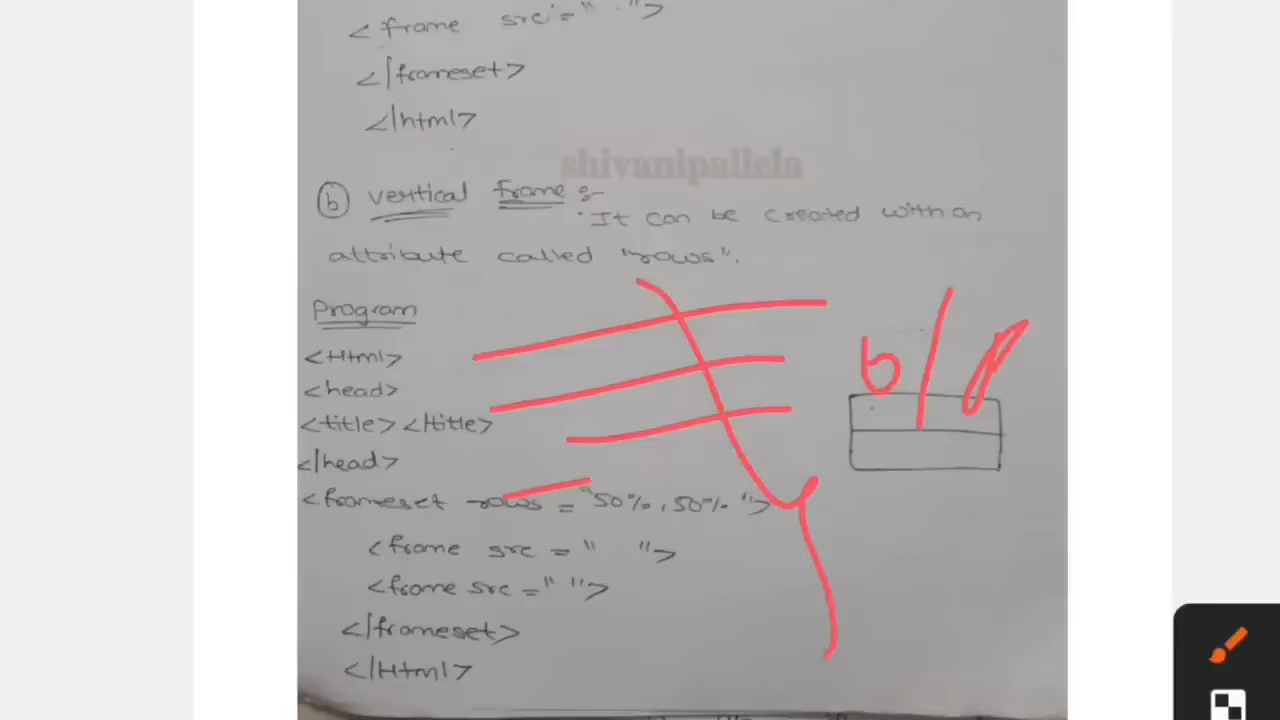 <frame src="  ">
</frameset>
</html>
shivanipallela
(b) vertical frame :-
It can be created with an
attribute called "rows".
Program
<Html>
<head>
<title> </title>
</head>
<frameset rows = "50%, 50% ">
<frame src = "  ">
<frame src = " ">
</frameset>
</Html>